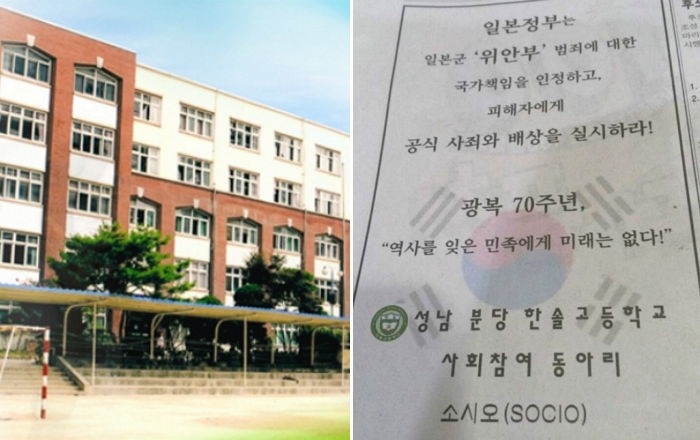 일본정부는
일본군 ‘위안부’ 범죄에 대한
국가책임을 인정하고,
피해자에게
공식 사죄와 배상을 실시하라!
광복 70주년,
“역사를 잊은 민족에게 미래는 없다!”
성남 분당 한솔고등학교
사회참여 동아리
소시오(SOCIO)
1.
2.